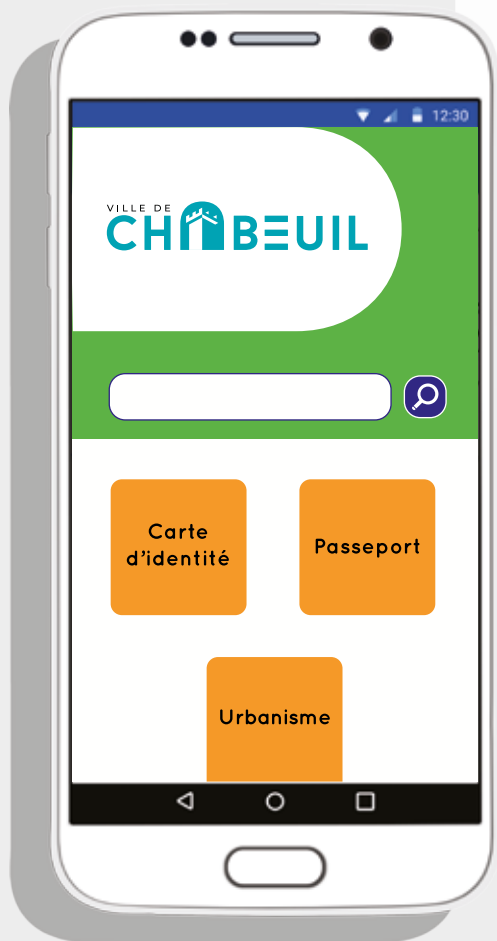 12:30
VILLE DE
CHABEUIL
Carte
d'identité
Passeport
Urbanisme